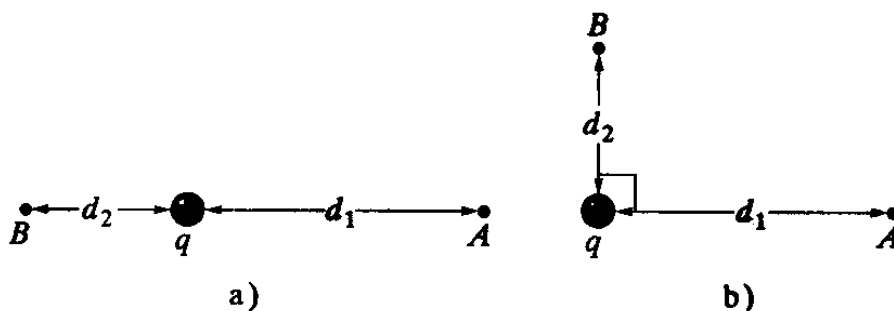 B d₂ q d₁ A
a)
B
d₂
q d₁ A
b)